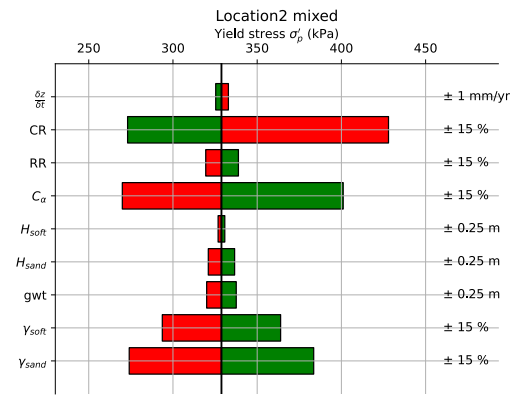 Location2 mixed
Yield stress σ′p (kPa)
250 300 350 400 450
δz/δt ± 1 mm/yr
CR ± 15 %
RR ± 15 %
Cα ± 15 %
Hsoft ± 0.25 m
Hsand ± 0.25 m
gwt ± 0.25 m
γsoft ± 15 %
γsand ± 15 %